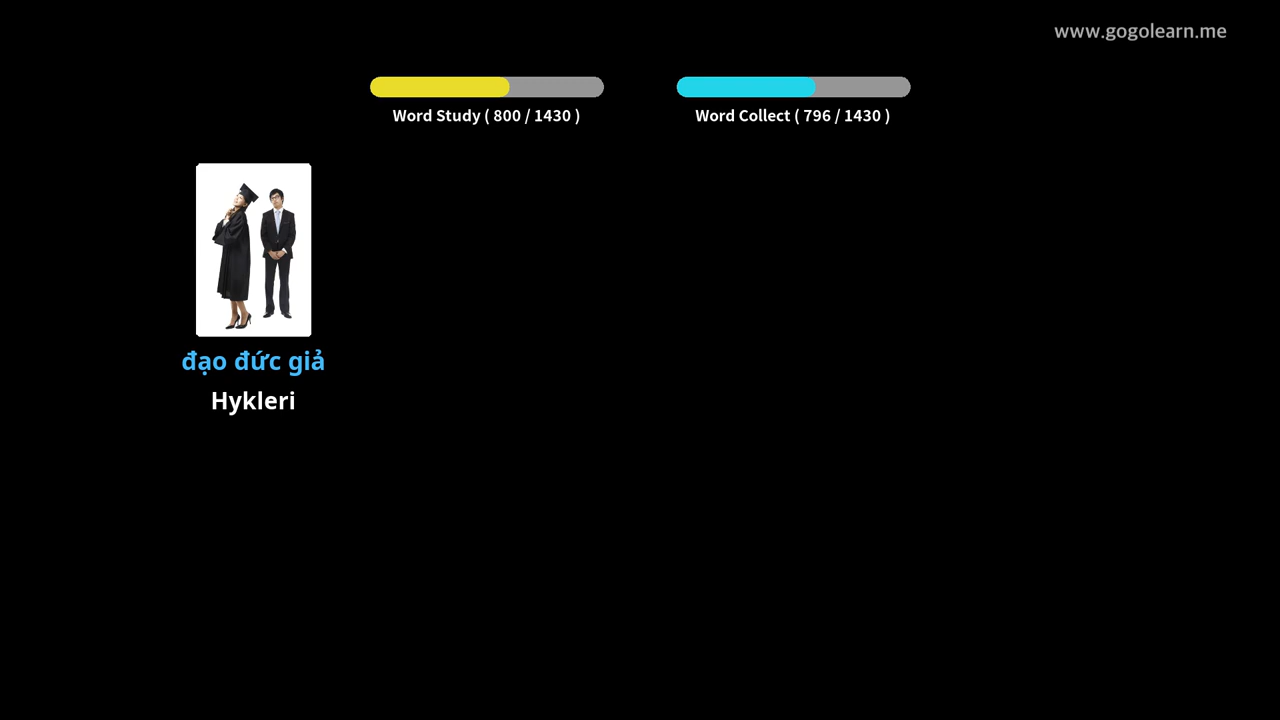 www.gogolearn.me
Word Study ( 800 / 1430 )
Word Collect ( 796 / 1430 )
đạo đức giả
Hykleri